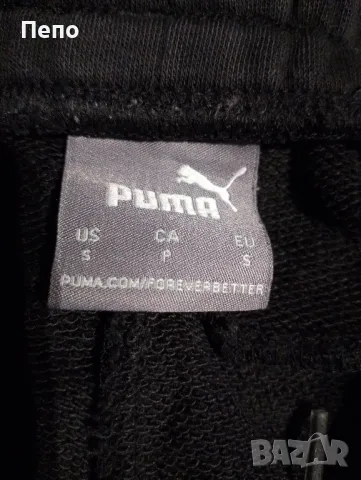 Пепо
PUMA
US CA EU
S P S
PUMA.COM/FOREVERBETTER
BAZAR